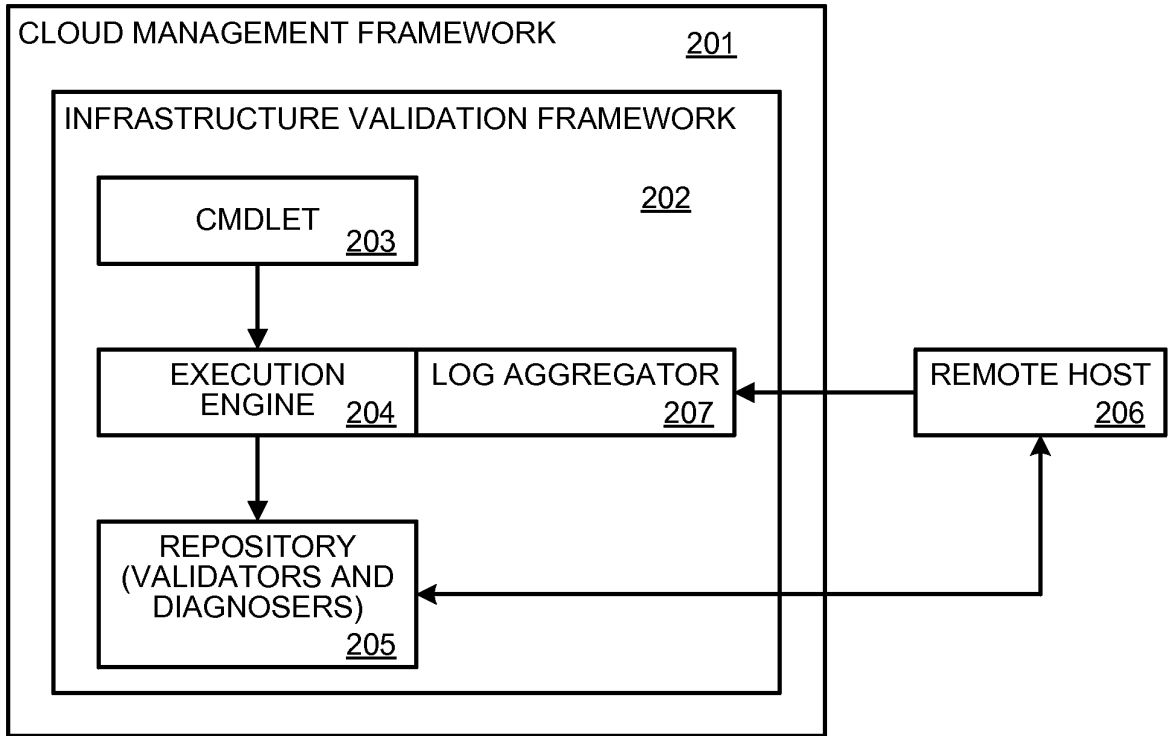 CLOUD MANAGEMENT FRAMEWORK
201
INFRASTRUCTURE VALIDATION FRAMEWORK
202
CMDLET
203
EXECUTION
ENGINE
204
LOG AGGREGATOR
207
REMOTE HOST
206
REPOSITORY
(VALIDATORS AND
DIAGNOSERS)
205